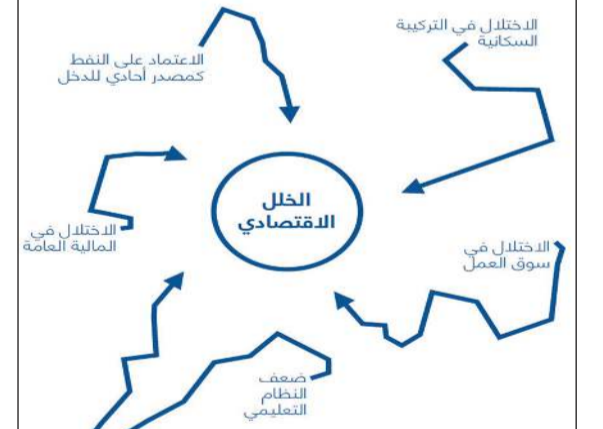 الاختلال في التركيبة
السكانية
الاعتماد على النفط
كمصدر أحادي للدخل
الخلل
الاقتصادي
الاختلال في
المالية العامة
الاختلال في
سوق العمل
ضعف
النظام
التعليمي